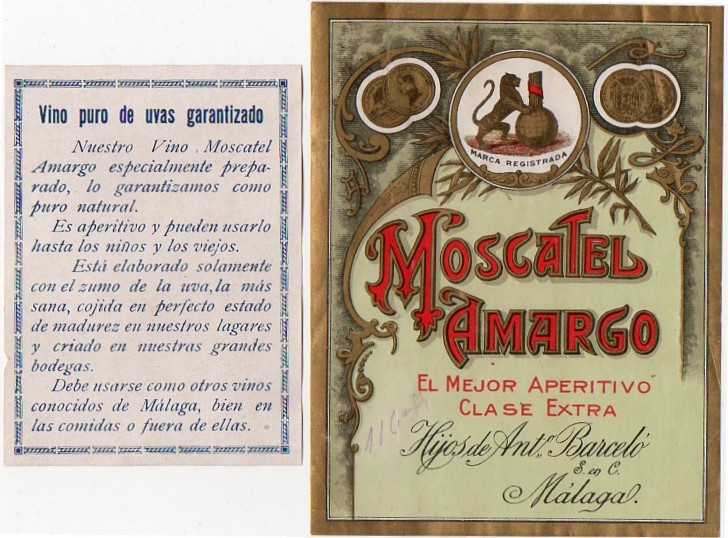 Vino puro de uvas garantizado
Nuestro Vino Moscatel
Amargo especialmente prepa-
rado, lo garantizamos como
puro natural.
Es aperitivo y pueden usarlo
hasta los niños y los viejos.
Está elaborado solamente
con el zumo de la uva, la más
sana, cojida en perfecto estado
de madurez en nuestros lagares
y criado en nuestras grandes
bodegas.
Debe usarse como otros vinos
conocidos de Málaga, bien en
las comidas o fuera de ellas.
MARCA REGISTRADA
MOSCATEL
AMARGO
EL MEJOR APERITIVO
CLASE EXTRA
Hijos de Antº Barceló
S. en C.
Málaga.